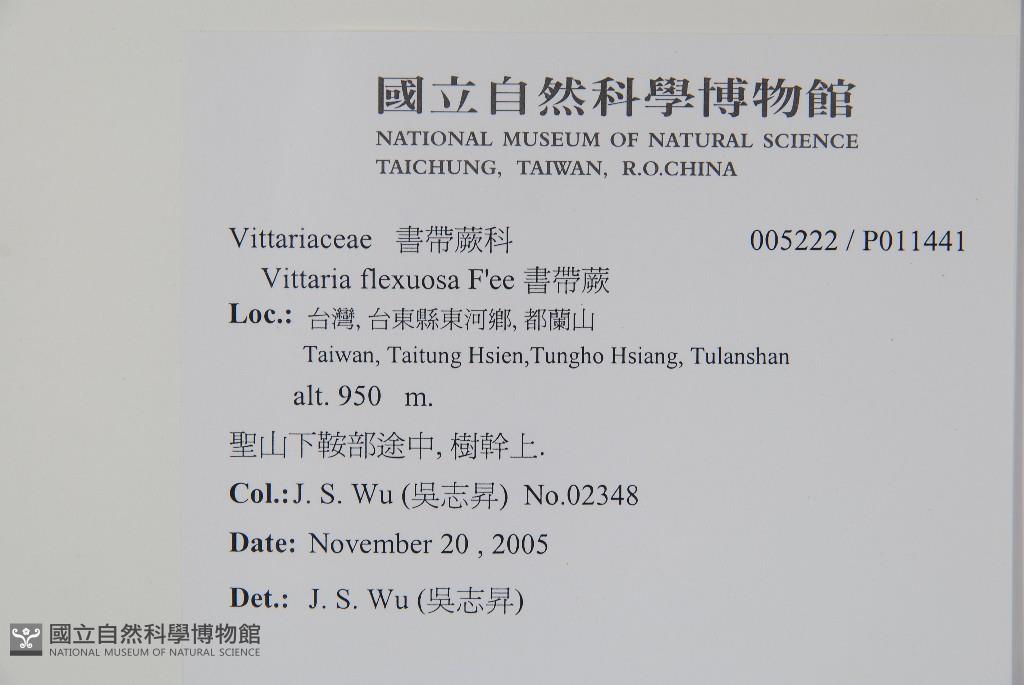 國立自然科學博物館
NATIONAL MUSEUM OF NATURAL SCIENCE
TAICHUNG, TAIWAN, R.O.CHINA
Vittariaceae 書帶蕨科 005222 / P011441
Vittaria flexuosa F'ee 書帶蕨
Loc.: 台灣, 台東縣東河鄉, 都蘭山
Taiwan, Taitung Hsien,Tungho Hsiang, Tulanshan
alt. 950 m.
聖山下鞍部途中, 樹幹上.
Col.:J. S. Wu (吳志昇) No.02348
Date: November 20 , 2005
Det.: J. S. Wu (吳志昇)
國立自然科學博物館
NATIONAL MUSEUM OF NATURAL SCIENCE